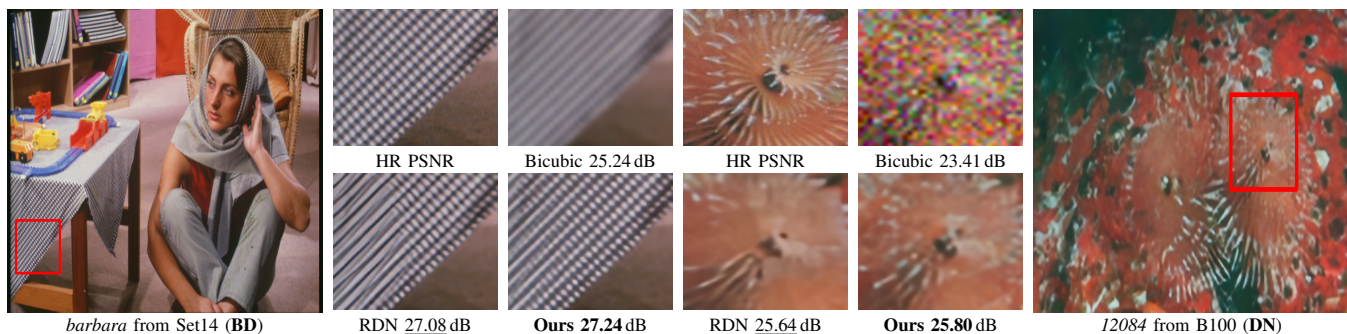 HR PSNR
Bicubic 25.24 dB
HR PSNR
Bicubic 23.41 dB
barbara from Set14 (BD)
RDN 27.08 dB
Ours 27.24 dB
RDN 25.64 dB
Ours 25.80 dB
12084 from B100 (DN)